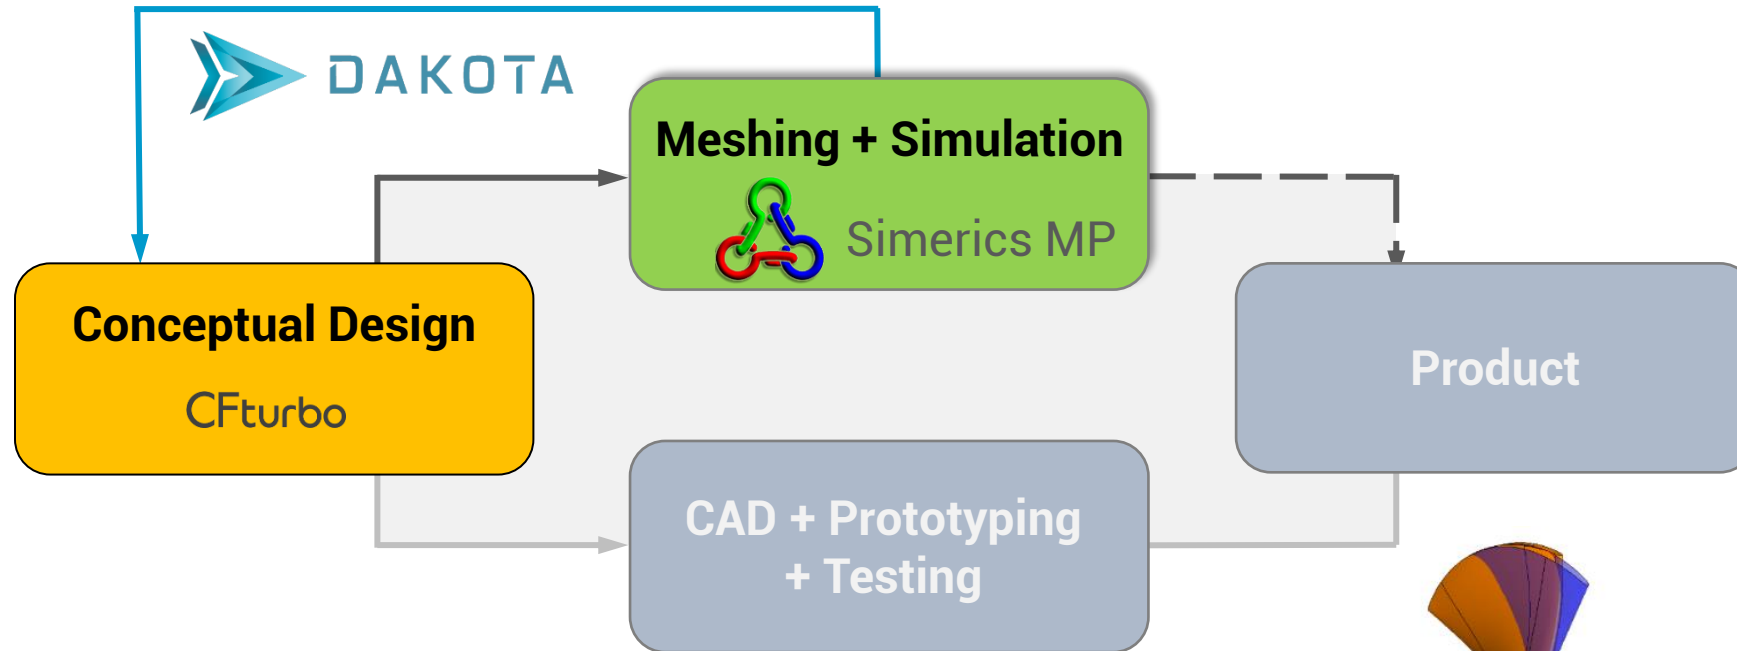 DAKOTA
Meshing + Simulation
Simerics MP
Conceptual Design
CFturbo
Product
CAD + Prototyping
+ Testing